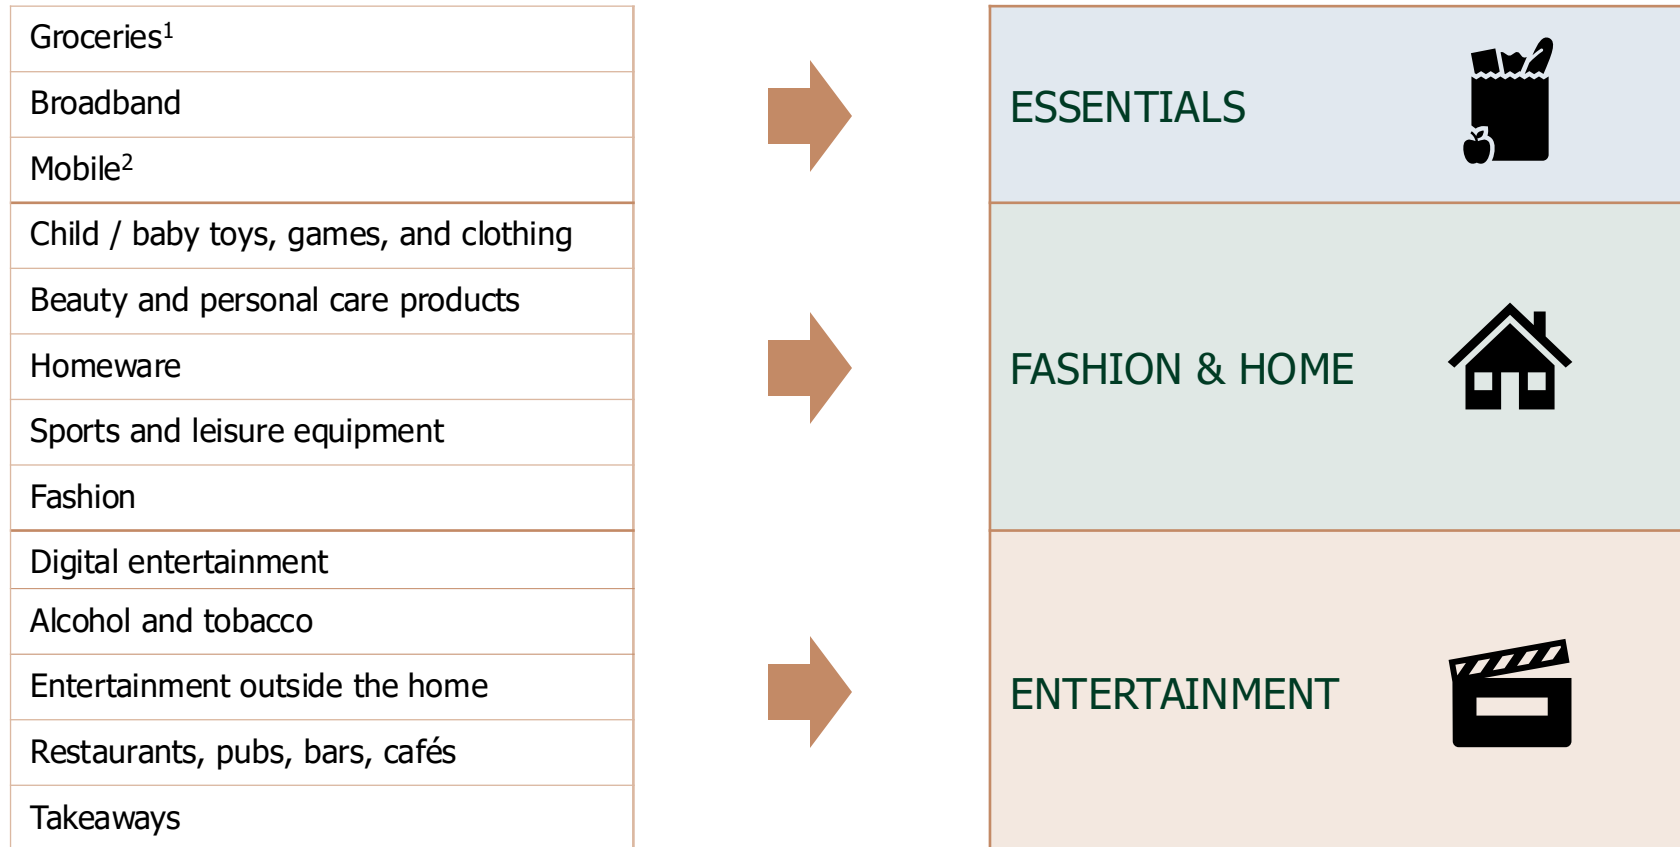 Groceries¹
Broadband
Mobile²
ESSENTIALS
Child / baby toys, games, and clothing
Beauty and personal care products
Homeware
Sports and leisure equipment
Fashion
FASHION & HOME
Digital entertainment
Alcohol and tobacco
Entertainment outside the home
Restaurants, pubs, bars, cafés
Takeaways
ENTERTAINMENT